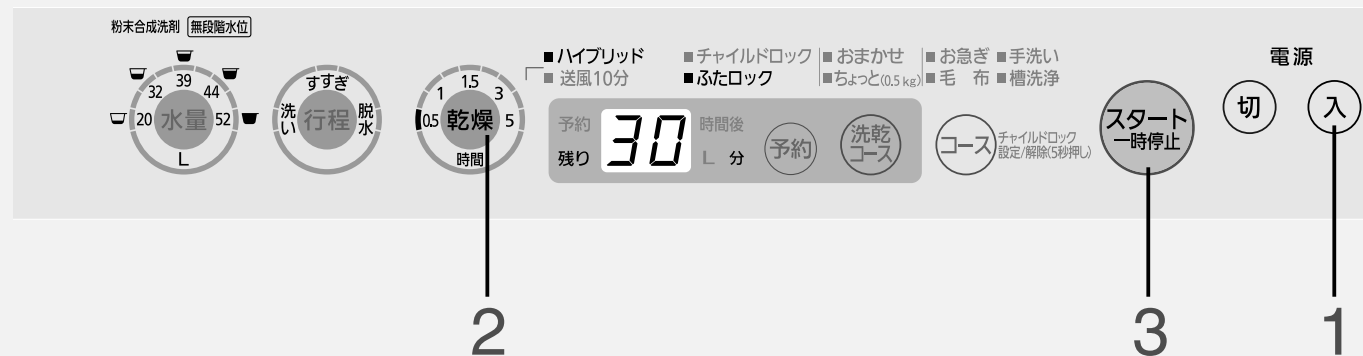 粉末合成洗剤 無段階水位
20 32 39 44 52
水量
L
すすぎ
洗い 行程 脱水
0.5 1 1.5 3 5
乾燥
時間
■ハイブリッド ■チャイルドロック ■おまかせ ■お急ぎ ■手洗い
■送風10分 ■ふたロック ■ちょっと(0.5 kg) ■毛 布 ■槽洗浄
予約 30 時間後
残り L 分
予約
洗乾
コース
コース
チャイルドロック
設定/解除(5秒押し)
スタート
一時停止
電源
切 入
2 3 1